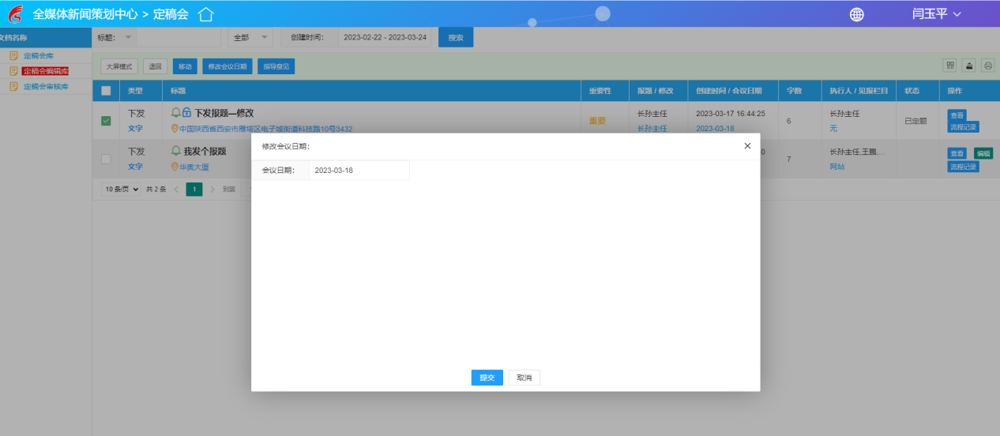 全媒体新闻策划中心 > 定稿会
闫玉平
文档名称
定稿会库
定稿会编辑库
定稿会审核库
标题: 全部 创建时间: 2023-02-22 - 2023-03-24 搜索
大屏模式 退回 移动 修改会议日期 指导意见
类型 标题 重要性 报题 / 修改 创建时间 / 会议日期 字数 执行人 / 见报栏目 状态 操作
下发 下发报题—修改 重要 长孙主任 2023-03-17 16:44:25 6 长孙主任 已定题 查看
文字 中国陕西省西安市雁塔区电子城街道科技路10号3432 长孙主任 2023-03-18 无 流程记录
下发 我发个报题 0 7 长孙主任,王鹏,... 查看 编辑
文字 华奥大厦 网站 流程记录
10 条/页 共 2 条 1 到第
修改会议日期:
会议日期: 2023-03-18
提交 取消